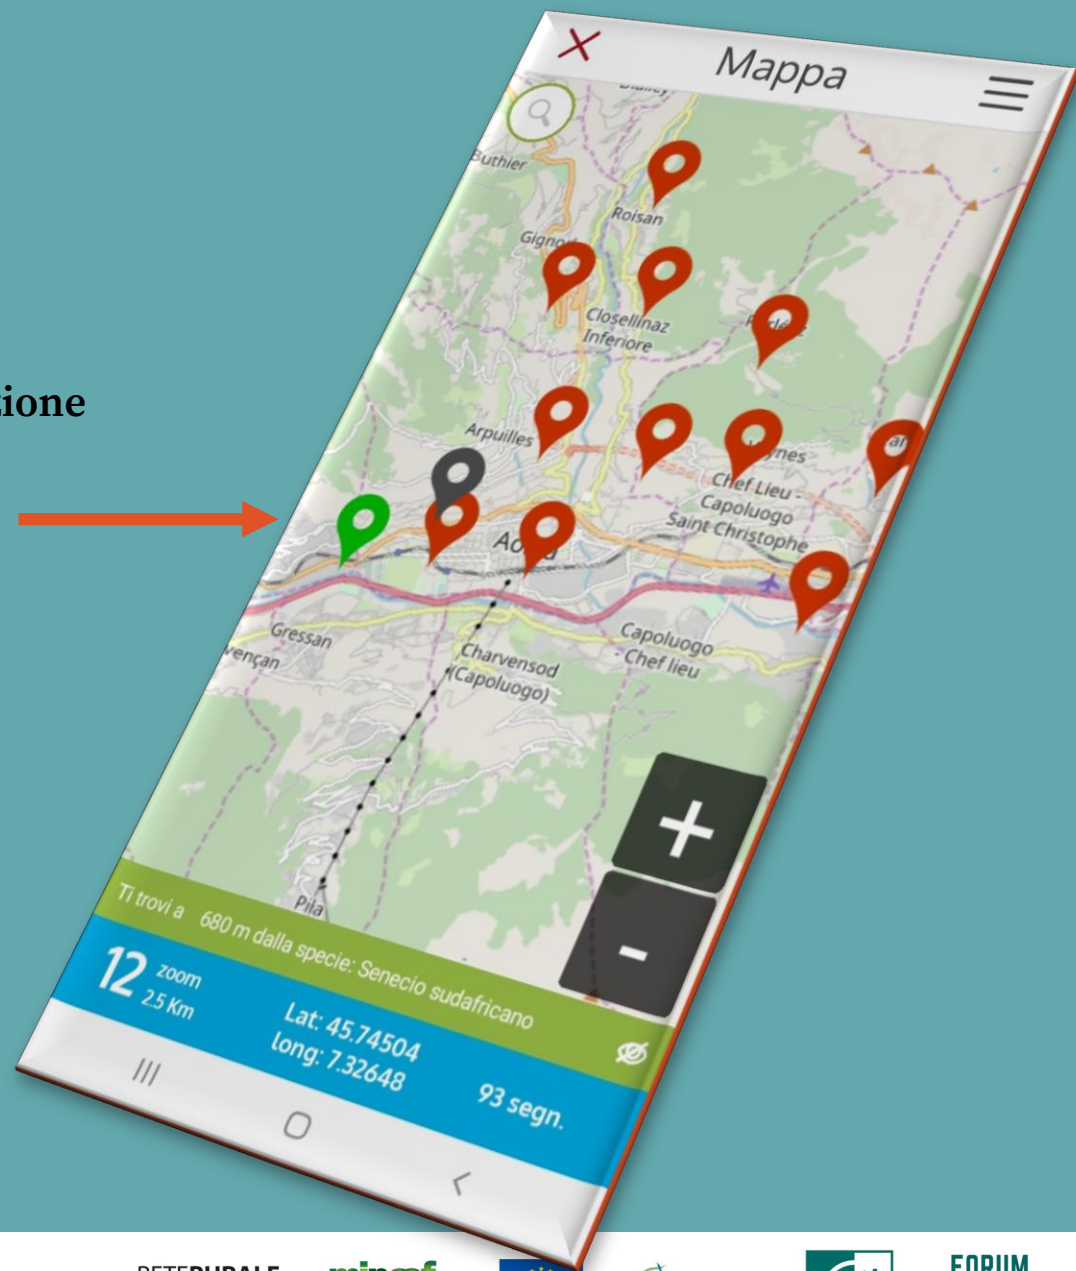 Mappa
Buthier
Roisan
Closellinaz
Inferiore
zione
Arpuilles
Chef Lieu -
Capoluogo
Saint Christophe
Gressan
Capoluogo
- Chef lieu
Charvensod
(Capoluogo)
+
-
Pila
Ti trovi a 680 m dalla specie: Senecio sudafricano
12 zoom
2.5 Km
Lat: 45.74504
long: 7.32648
93 segn.
FORUM